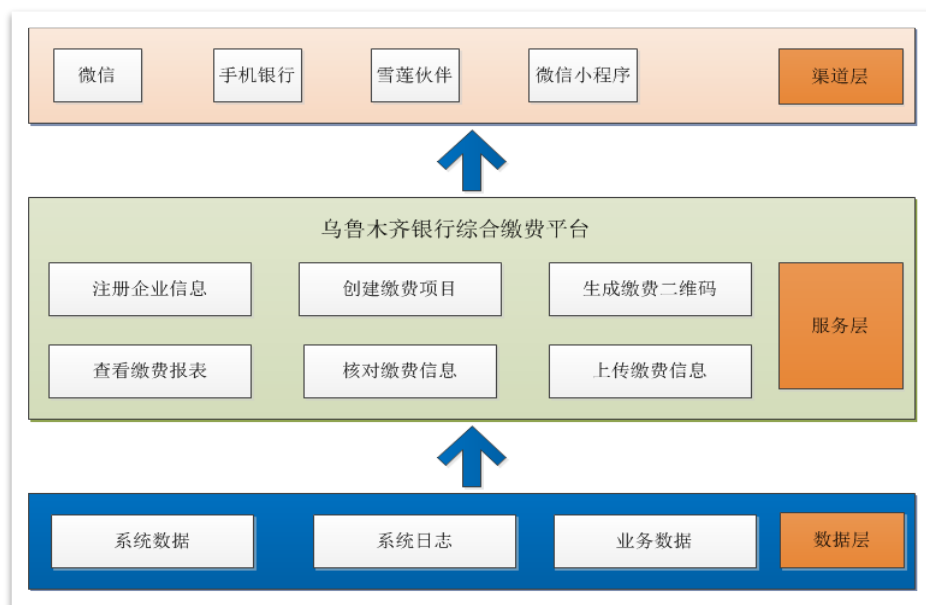 微信 手机银行 雪莲伙伴 微信小程序 渠道层
乌鲁木齐银行综合缴费平台
注册企业信息 创建缴费项目 生成缴费二维码
服务层
查看缴费报表 核对缴费信息 上传缴费信息
系统数据 系统日志 业务数据 数据层